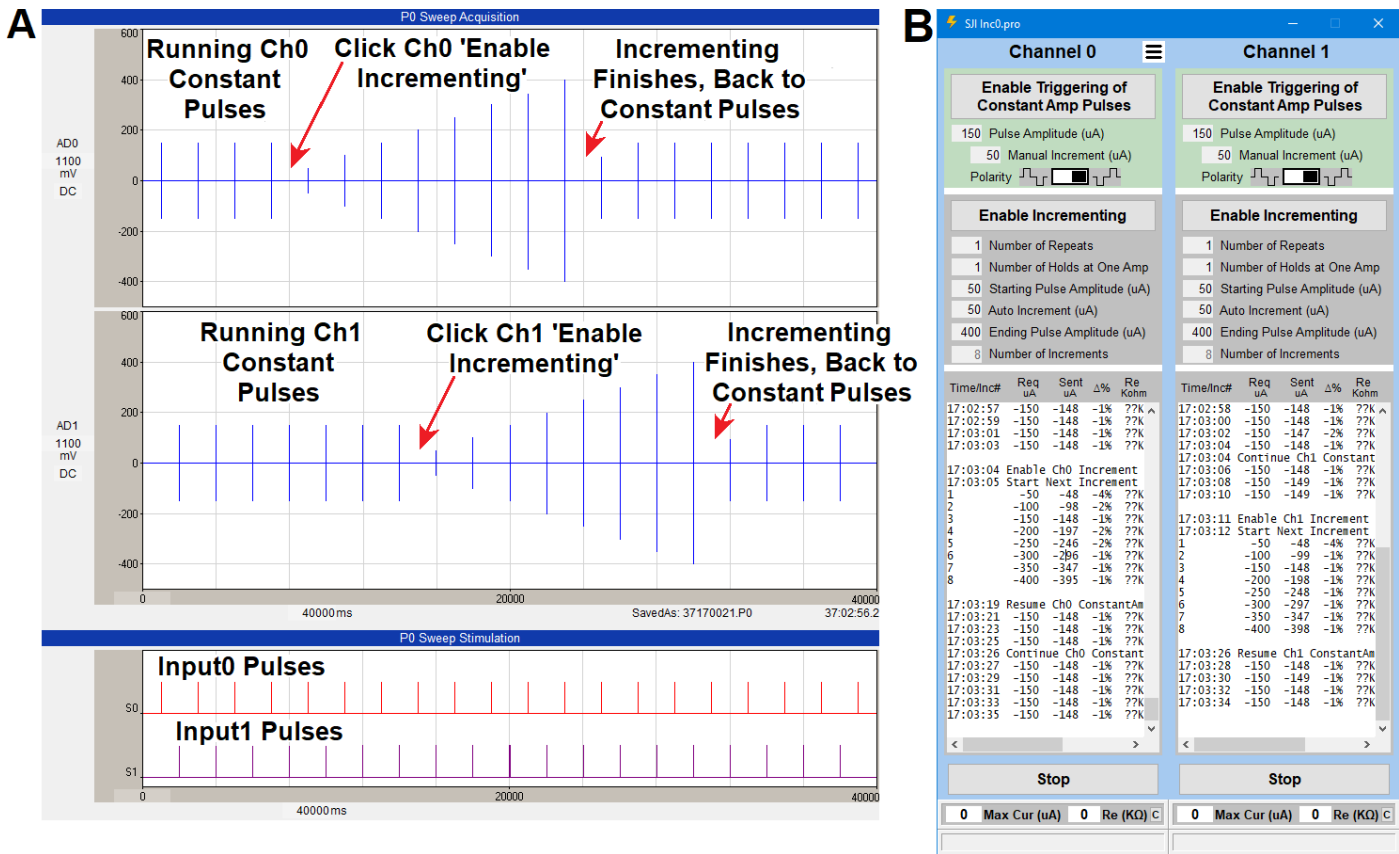 A
P0 Sweep Acquisition
600
400
200
0
-200
-400
AD0
1100
mV
DC
Running Ch0
Constant
Pulses
Click Ch0 'Enable
Incrementing'
Incrementing
Finishes, Back to
Constant Pulses
600
400
200
0
-200
-400
AD1
1100
mV
DC
Running Ch1
Constant
Pulses
Click Ch1 'Enable
Incrementing'
Incrementing
Finishes, Back to
Constant Pulses
0 20000 40000
40000ms SavedAs: 37170021.P0 37:02:56.2
P0 Sweep Stimulation
Input0 Pulses
S0
Input1 Pulses
S1
0 20000 40000
40000ms
B
SJI Inc0.pro
Channel 0
Enable Triggering of
Constant Amp Pulses
150 Pulse Amplitude (uA)
50 Manual Increment (uA)
Polarity
Enable Incrementing
1 Number of Repeats
1 Number of Holds at One Amp
50 Starting Pulse Amplitude (uA)
50 Auto Increment (uA)
400 Ending Pulse Amplitude (uA)
8 Number of Increments
Time/Inc# Req uA Sent uA Δ% Re Kohm
17:02:57 -150 -148 -1% ??K
17:02:59 -150 -148 -1% ??K
17:03:01 -150 -148 -1% ??K
17:03:03 -150 -148 -1% ??K
17:03:04 Enable Ch0 Increment
17:03:05 Start Next Increment
1 -50 -48 -4% ??K
2 -100 -98 -2% ??K
3 -150 -148 -1% ??K
4 -200 -197 -2% ??K
5 -250 -246 -2% ??K
6 -300 -296 -1% ??K
7 -350 -347 -1% ??K
8 -400 -395 -1% ??K
17:03:19 Resume Ch0 ConstantAm
17:03:21 -150 -148 -1% ??K
17:03:23 -150 -148 -1% ??K
17:03:25 -150 -148 -1% ??K
17:03:26 Continue Ch0 Constant
17:03:27 -150 -148 -1% ??K
17:03:29 -150 -148 -1% ??K
17:03:31 -150 -148 -1% ??K
17:03:33 -150 -148 -1% ??K
17:03:35 -150 -148 -1% ??K
Stop
0 Max Cur (uA) 0 Re (KΩ) C
Channel 1
Enable Triggering of
Constant Amp Pulses
150 Pulse Amplitude (uA)
50 Manual Increment (uA)
Polarity
Enable Incrementing
1 Number of Repeats
1 Number of Holds at One Amp
50 Starting Pulse Amplitude (uA)
50 Auto Increment (uA)
400 Ending Pulse Amplitude (uA)
8 Number of Increments
Time/Inc# Req uA Sent uA Δ% Re Kohm
17:02:58 -150 -148 -1% ??K
17:03:00 -150 -148 -1% ??K
17:03:02 -150 -147 -2% ??K
17:03:04 -150 -148 -1% ??K
17:03:04 Continue Ch1 Constant
17:03:06 -150 -148 -1% ??K
17:03:08 -150 -149 -1% ??K
17:03:10 -150 -149 -1% ??K
17:03:11 Enable Ch1 Increment
17:03:12 Start Next Increment
1 -50 -48 -4% ??K
2 -100 -99 -1% ??K
3 -150 -148 -1% ??K
4 -200 -198 -1% ??K
5 -250 -248 -1% ??K
6 -300 -297 -1% ??K
7 -350 -347 -1% ??K
8 -400 -398 -1% ??K
17:03:26 Resume Ch1 ConstantAm
17:03:28 -150 -148 -1% ??K
17:03:30 -150 -149 -1% ??K
17:03:32 -150 -148 -1% ??K
17:03:34 -150 -148 -1% ??K
Stop
0 Max Cur (uA) 0 Re (KΩ) C